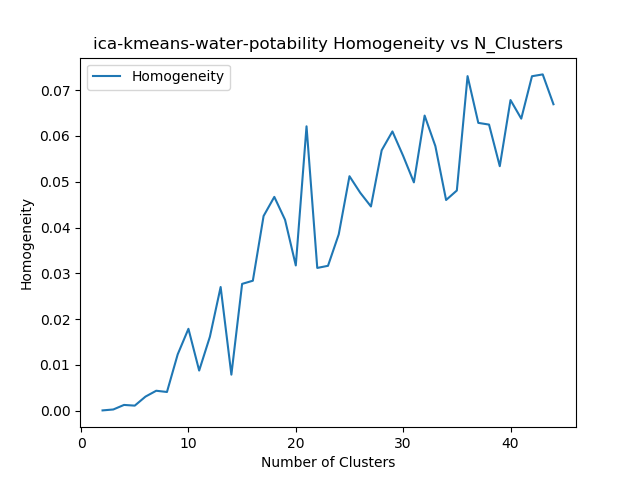 ica-kmeans-water-potability Homogeneity vs N_Clusters
Homogeneity
0.07
0.06
0.05
0.04
0.03
0.02
0.01
0.00
Homogeneity
0 10 20 30 40
Number of Clusters